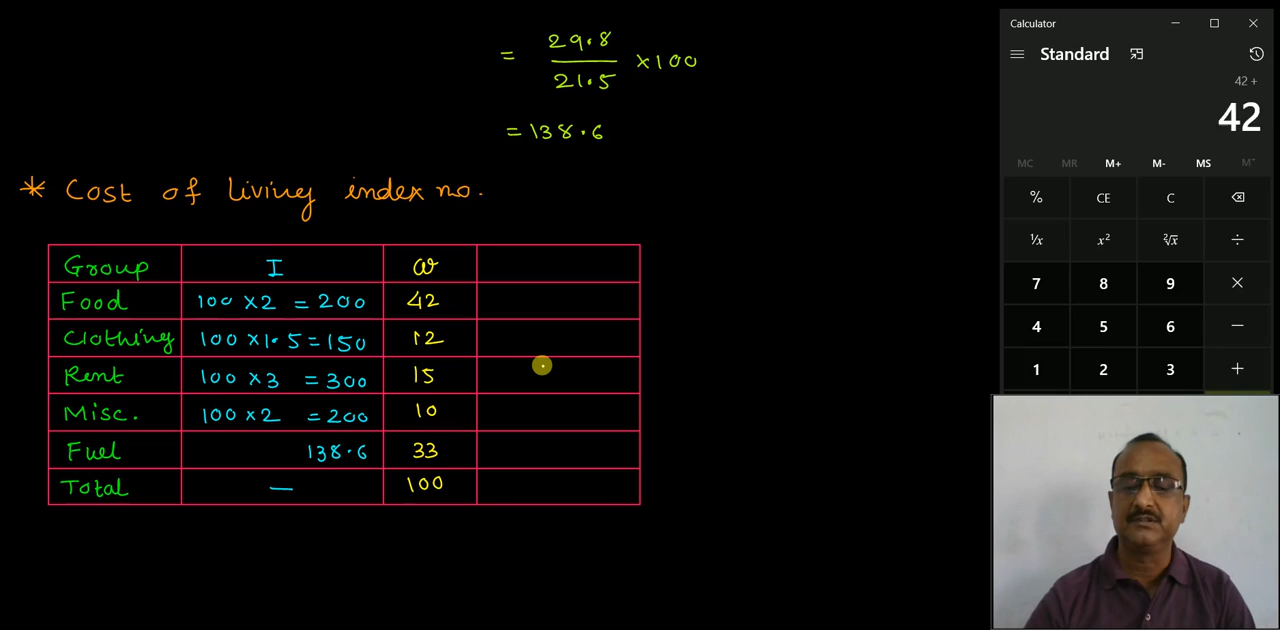 = 29.8 / 21.5 ×100
= 138.6
* Cost of living index no.
Group I w
Food 100 × 2 = 200 42
Clothing 100 × 1.5 = 150 12
Rent 100 × 3 = 300 15
Misc. 100 × 2 = 200 10
Fuel 138.6 33
Total — 100
Calculator
Standard
42 +
42
MC MR M+ M- MS M˅
% CE C
¹/x x² ²√x ÷
7 8 9 ×
4 5 6 −
1 2 3 +